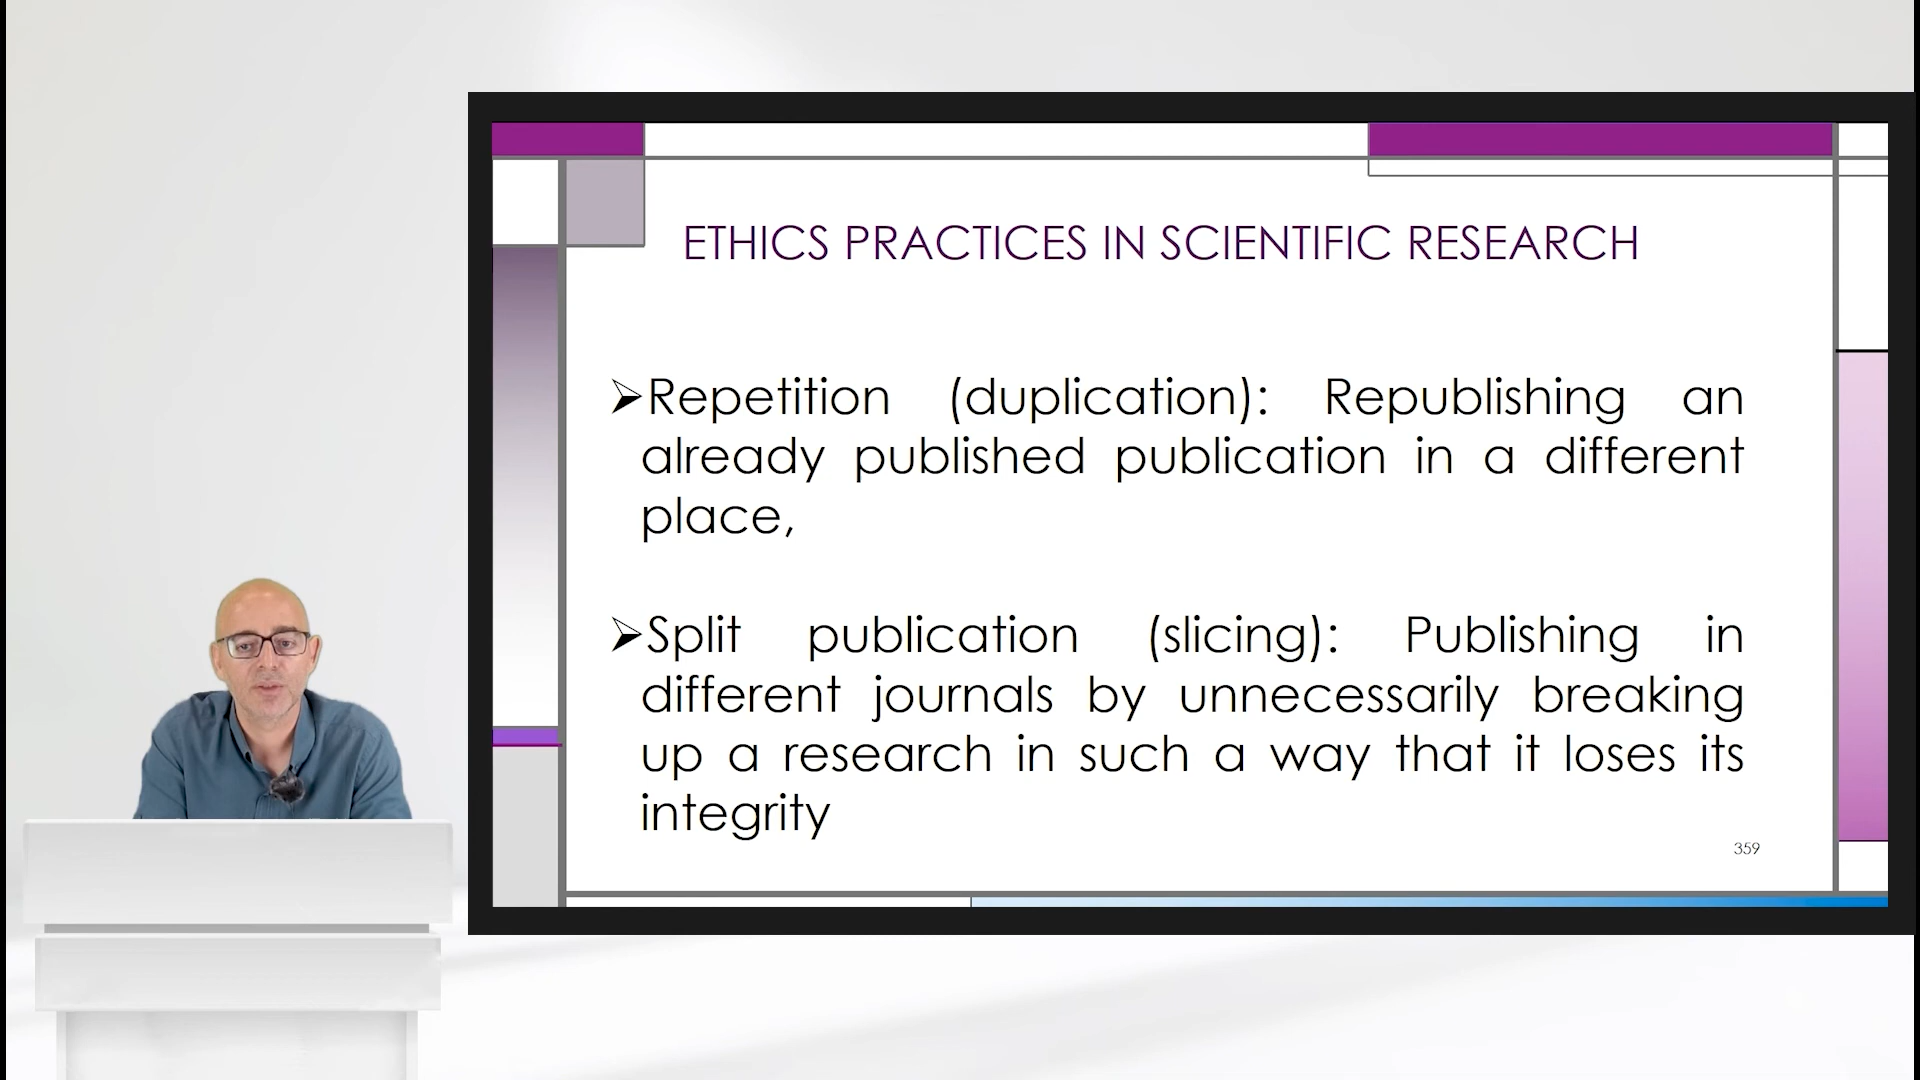 ETHICS PRACTICES IN SCIENTIFIC RESEARCH
➢Repetition (duplication): Republishing an
already published publication in a different
place,
➢Split publication (slicing): Publishing in
different journals by unnecessarily breaking
up a research in such a way that it loses its
integrity
359